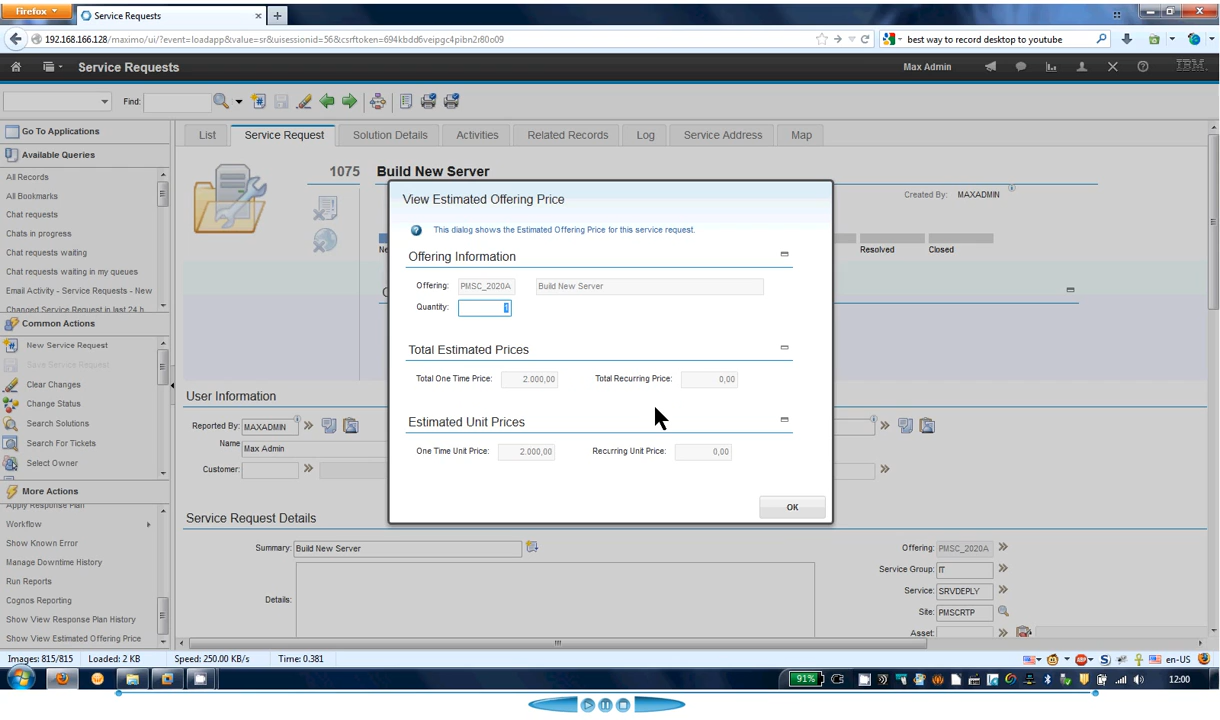 Firefox
Service Requests
192.168.166.128/maximo/ui/?event=loadapp&value=sr&uisessionid=56&csrftoken=694kbdd6veipgc4pibn2r80o09
best way to record desktop to youtube
Service Requests
Max Admin
IBM.
Find:
Go To Applications
Available Queries
All Records
All Bookmarks
Chat requests
Chats in progress
Chat requests waiting
Chat requests waiting in my queues
Email Activity - Service Requests - New
Changed Service Request in last 24 h
Common Actions
New Service Request
Save Service Request
Clear Changes
Change Status
Search Solutions
Search For Tickets
Select Owner
More Actions
Apply Response Plan
Workflow
Show Known Error
Manage Downtime History
Run Reports
Cognos Reporting
Show View Response Plan History
Show View Estimated Offering Price
List
Service Request
Solution Details
Activities
Related Records
Log
Service Address
Map
1075
Build New Server
Created By: MAXADMIN
Resolved
Closed
View Estimated Offering Price
This dialog shows the Estimated Offering Price for this service request.
Offering Information
Offering: PMSC_2020A Build New Server
Quantity: 1
Total Estimated Prices
Total One Time Price: 2.000,00 Total Recurring Price: 0,00
Estimated Unit Prices
One Time Unit Price: 2.000,00 Recurring Unit Price: 0,00
OK
User Information
Reported By: MAXADMIN
Name Max Admin
Customer:
Service Request Details
Summary: Build New Server
Details:
Offering: PMSC_2020A
Service Group: IT
Service: SRVDEPLY
Site: PMSCRTP
Asset:
Images: 815/815 Loaded: 2 KB Speed: 250.00 KB/s Time: 0.381
en-US
91%
12:00